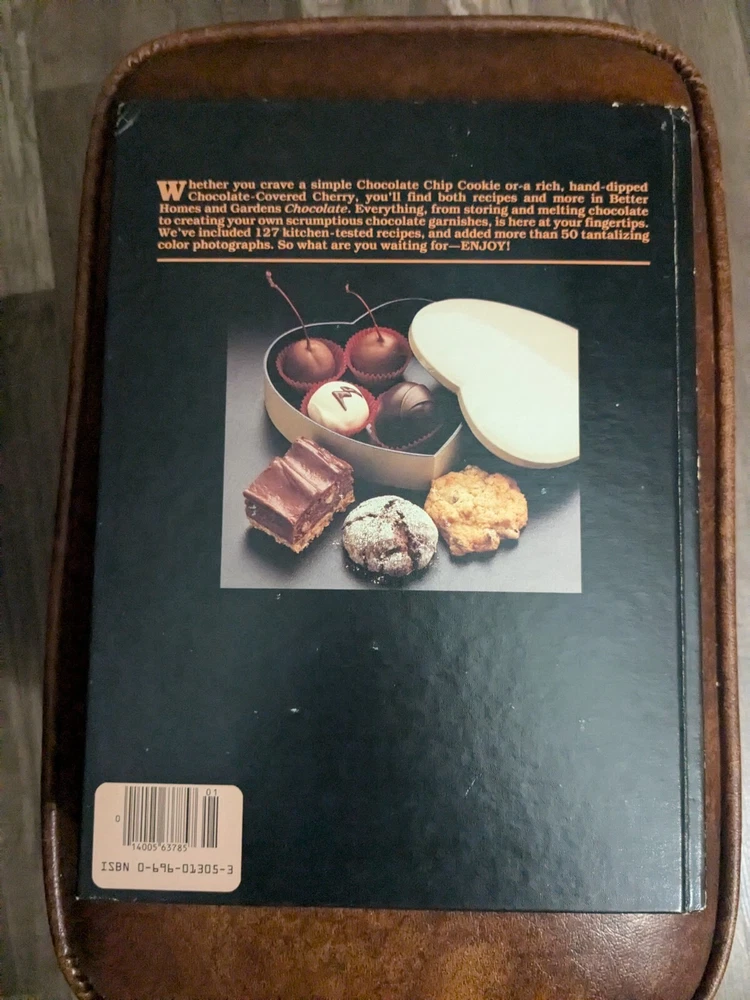 Whether you crave a simple Chocolate Chip Cookie or a rich, hand-dipped
Chocolate-Covered Cherry, you'll find both recipes and more in Better
Homes and Gardens Chocolate. Everything, from storing and melting chocolate
to creating your own scrumptious chocolate garnishes, is here at your fingertips.
We've included 127 kitchen-tested recipes, and added more than 50 tantalizing
color photographs. So what are you waiting for—ENJOY!
01
0
14005 63785
ISBN 0-696-01305-3